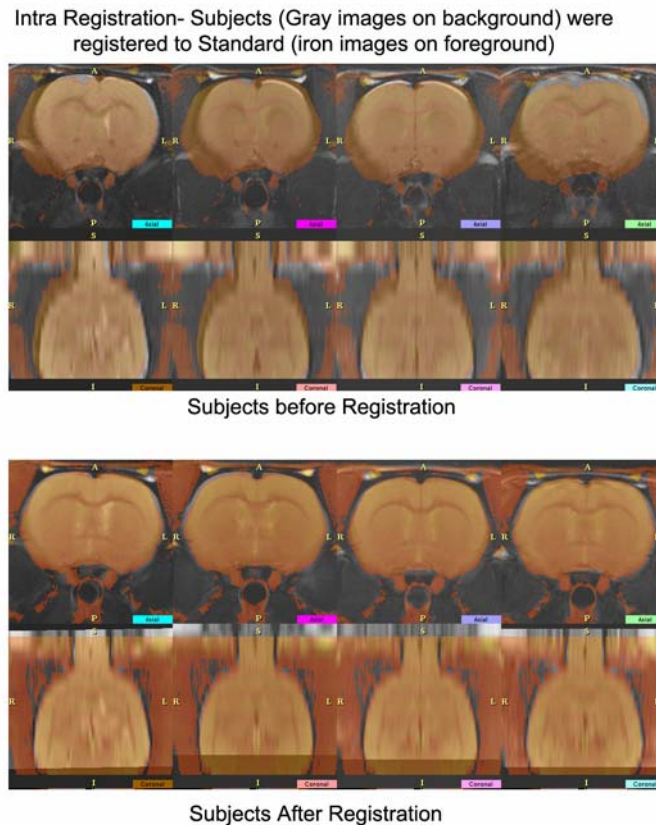 Intra Registration- Subjects (Gray images on background) were
registered to Standard (iron images on foreground)
A A A A
R L R L R L R L
P P P P
Axial Axial Axial Axial
S S S S
R L R L R L R L
I I I I
Coronal Coronal Coronal Coronal
Subjects before Registration
A A A A
R L R L R L R L
P P P P
Axial Axial Axial Axial
S S S S
R L R L R L R L
I I I I
Coronal Coronal Coronal Coronal
Subjects After Registration